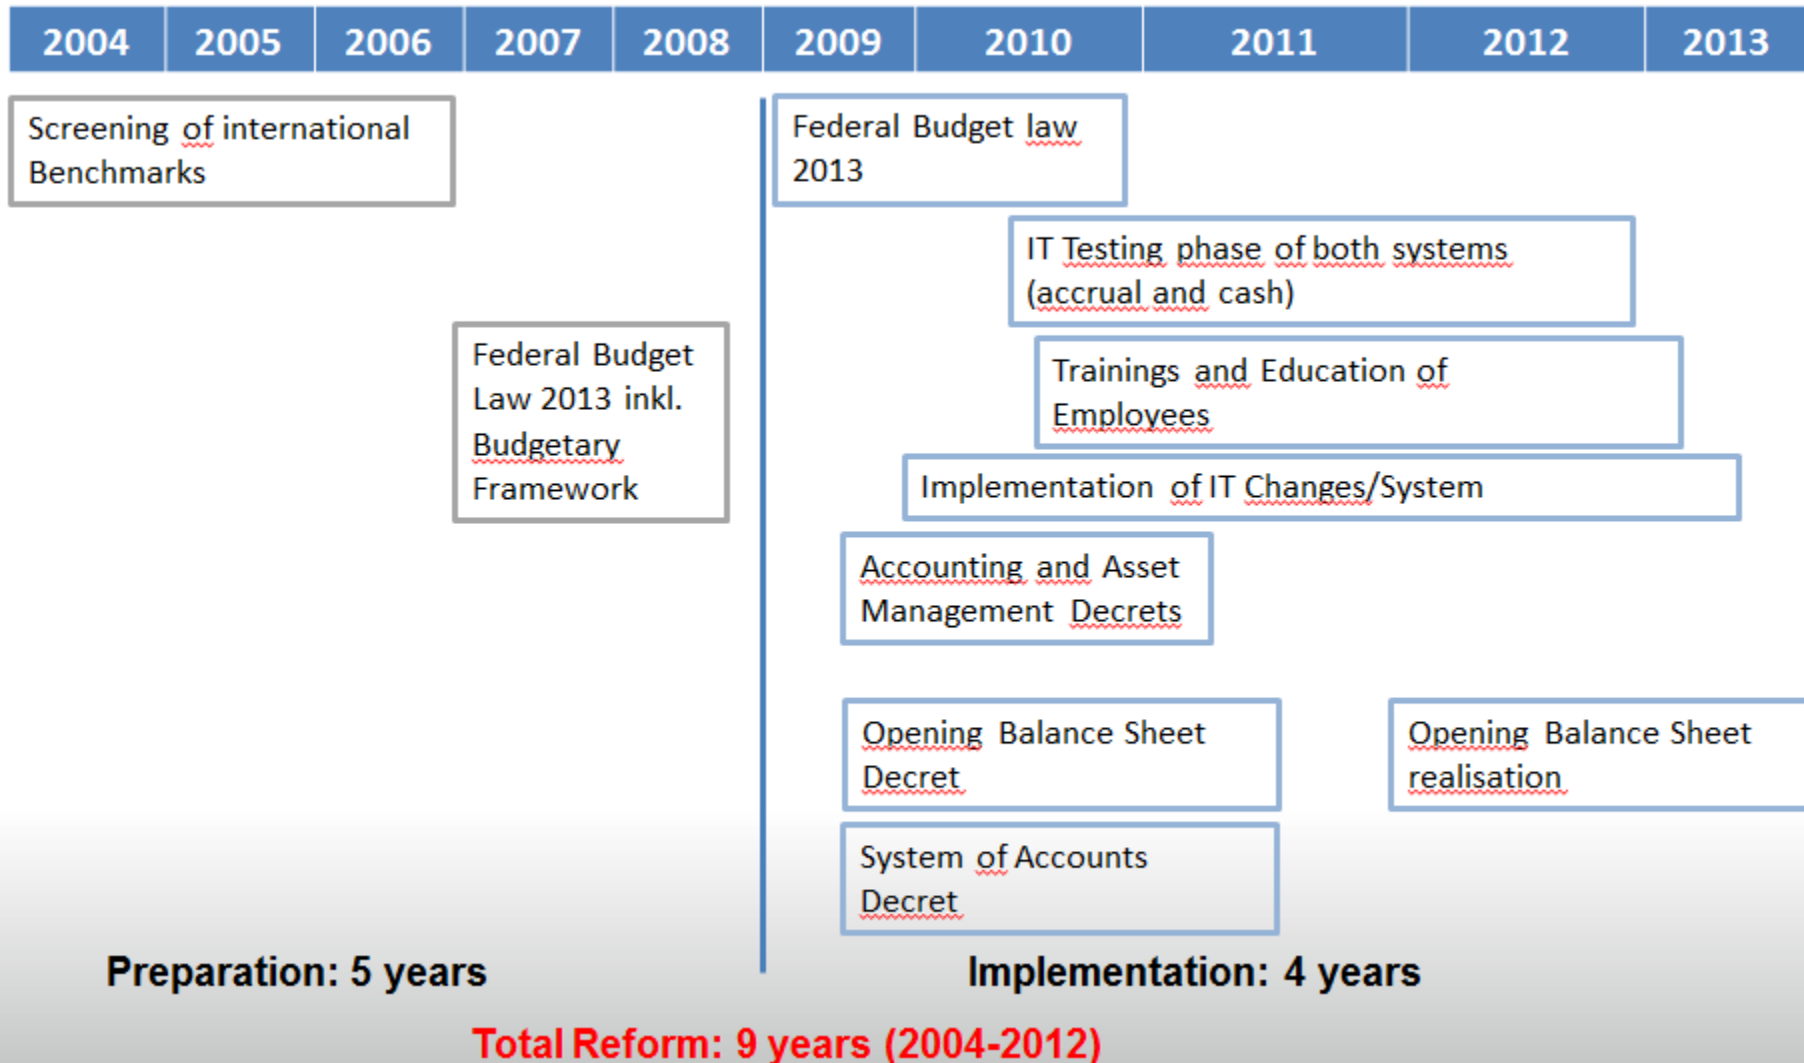 2004 2005 2006 2007 2008 2009 2010 2011 2012 2013
Screening of international
Benchmarks
Federal Budget law
2013
IT Testing phase of both systems
(accrual and cash)
Federal Budget
Law 2013 inkl.
Budgetary
Framework
Trainings and Education of
Employees
Implementation of IT Changes/System
Accounting and Asset
Management Decrets
Opening Balance Sheet
Decret
Opening Balance Sheet
realisation
System of Accounts
Decret
Preparation: 5 years
Implementation: 4 years
Total Reform: 9 years (2004-2012)